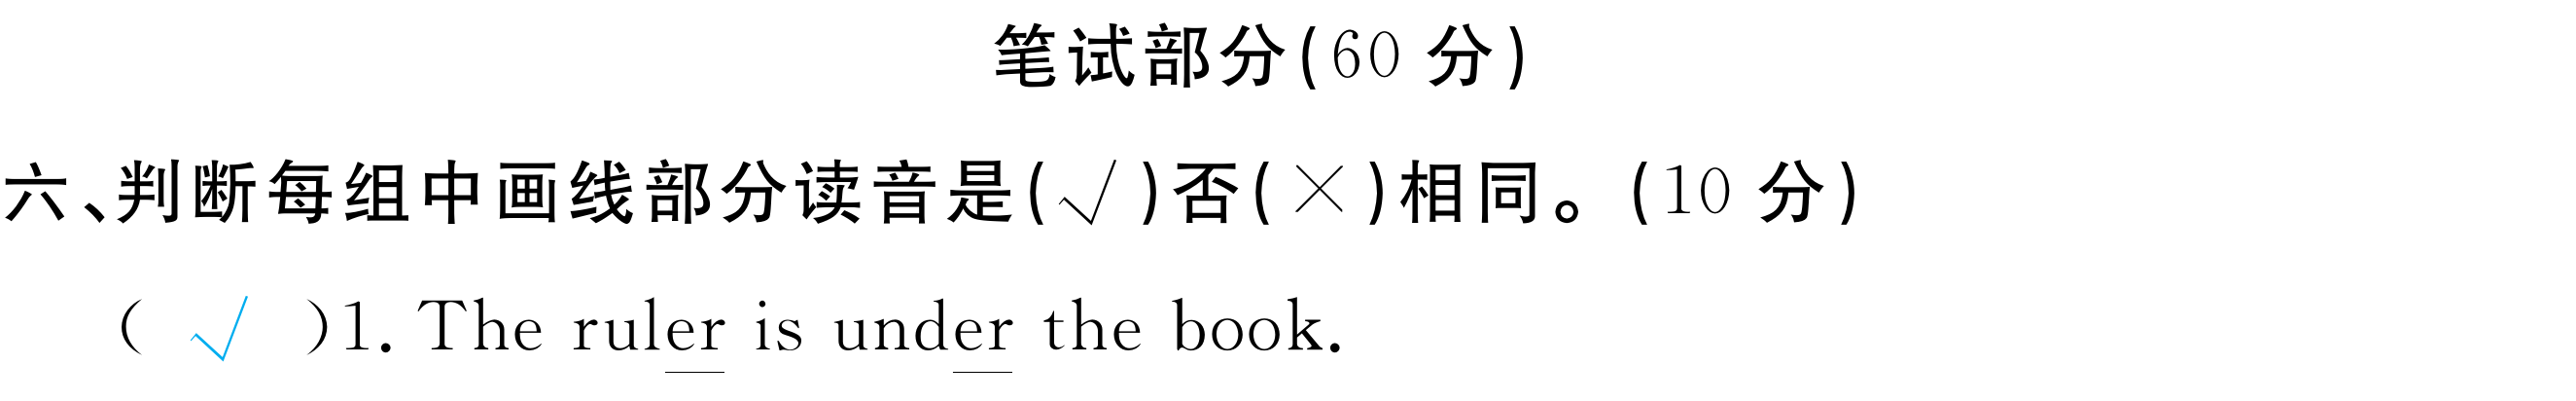 笔试部分(60 分)
六、判断每组中画线部分读音是(√)否(×)相同。(10 分)
( √ )1. The ruler is under the book.